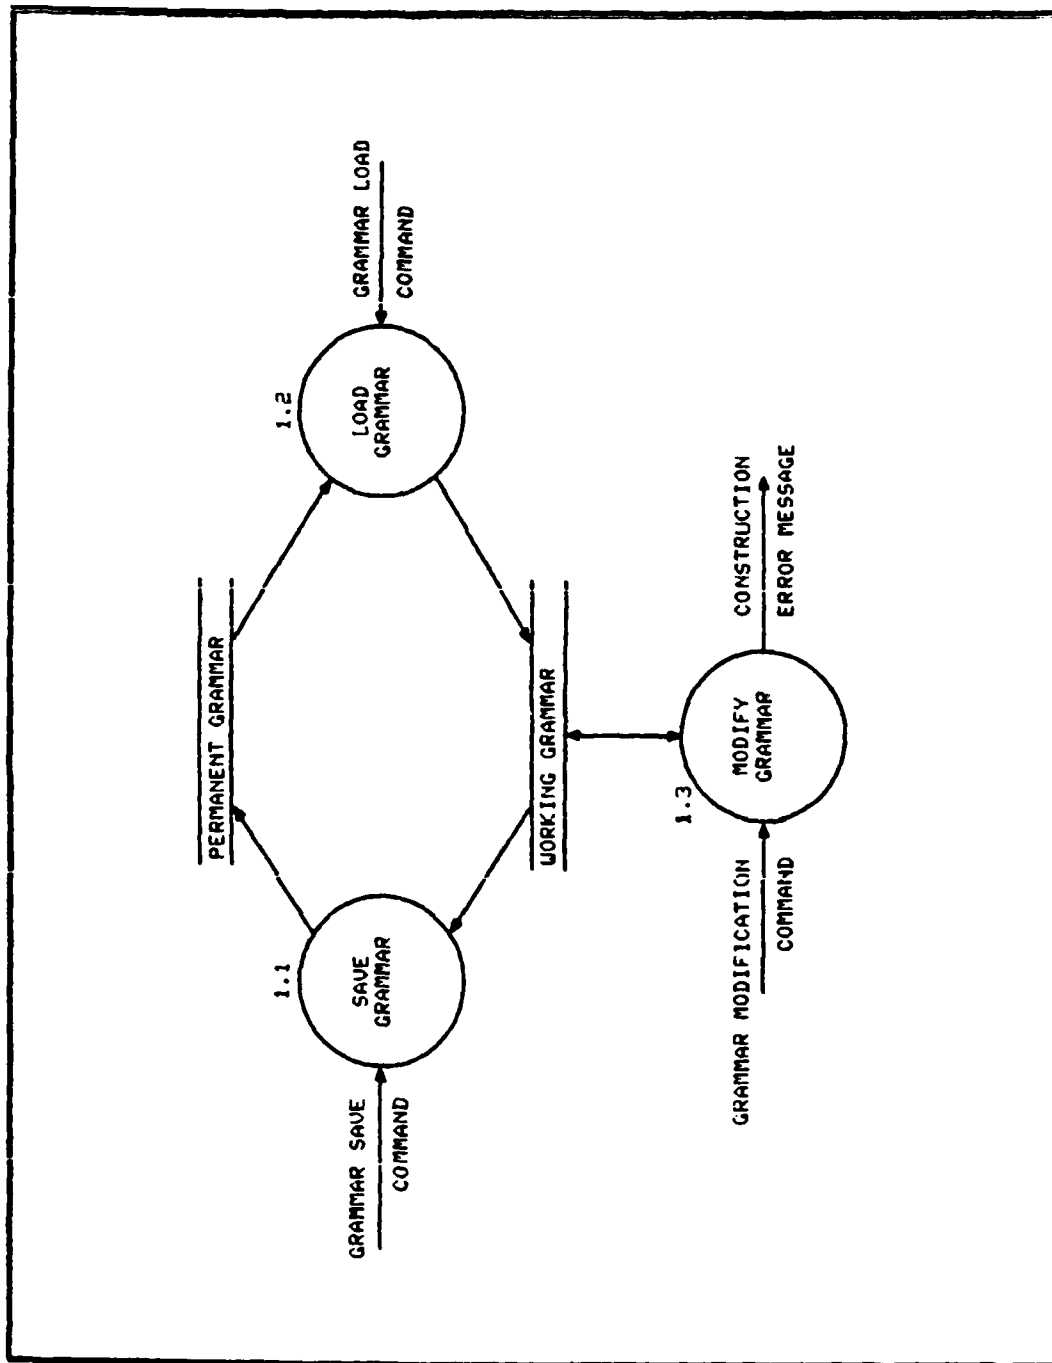 PERMANENT GRAMMAR
1.1
SAVE
GRAMMAR
1.2
LOAD
GRAMMAR
GRAMMAR SAVE
COMMAND
GRAMMAR LOAD
COMMAND
WORKING GRAMMAR
1.3
MODIFY
GRAMMAR
GRAMMAR MODIFICATION
COMMAND
CONSTRUCTION
ERROR MESSAGE